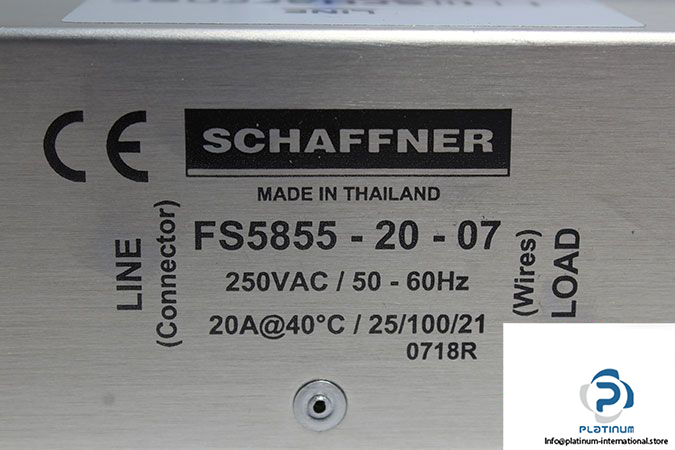 LINE
CE
SCHAFFNER
MADE IN THAILAND
FS5855 - 20 - 07
250VAC / 50 - 60Hz
20A@40°C / 25/100/21
0718R
LINE
(Connector)
(Wires)
LOAD
PLATINUM
Info@platinum-international.store